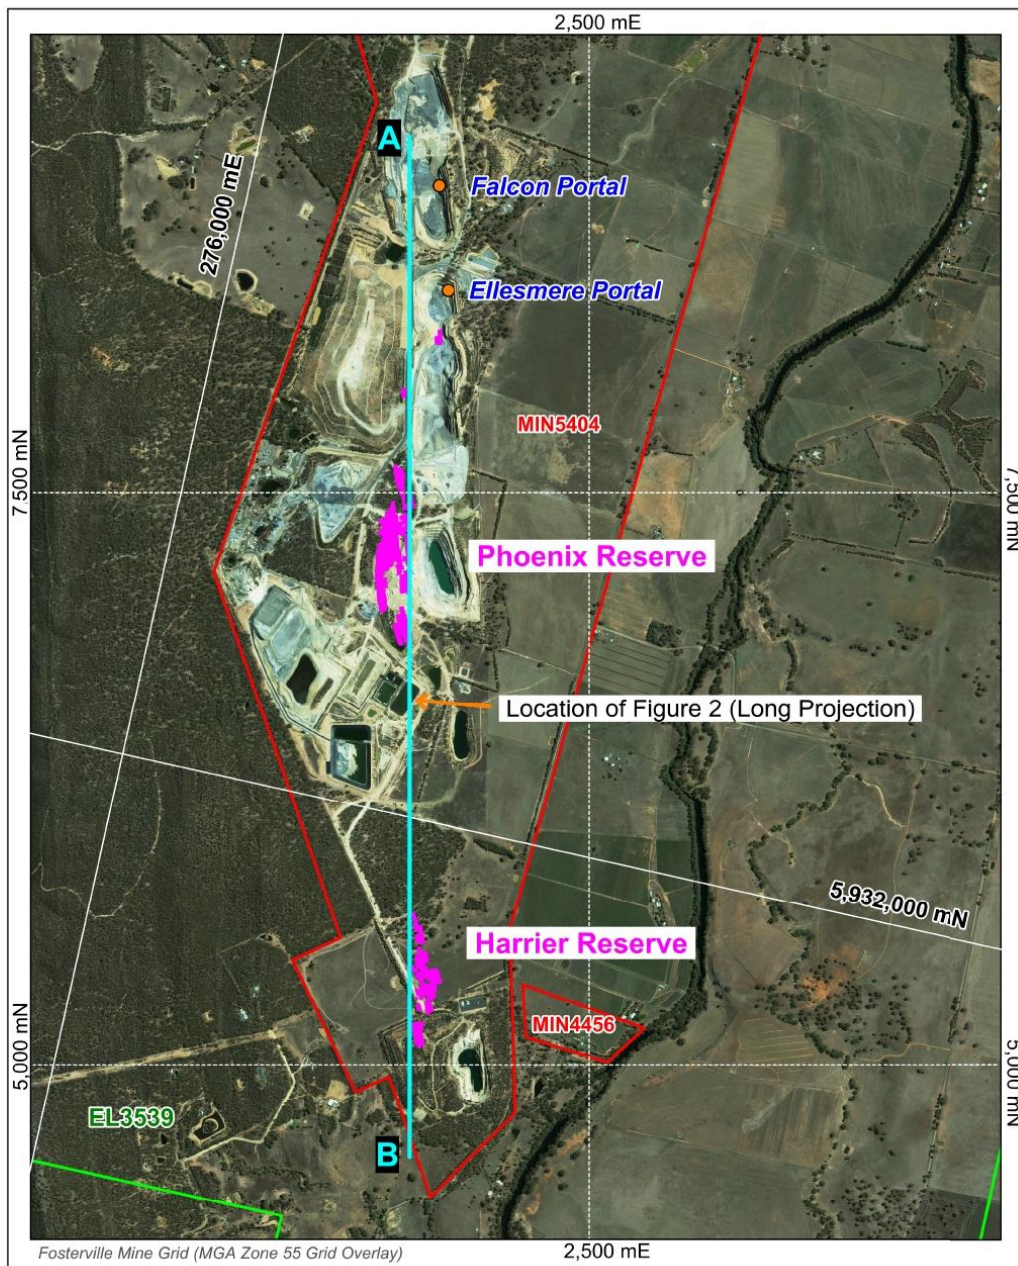 2,500 mE
A
276,000 mE
Falcon Portal
Ellesmere Portal
MIN5404
7,500 mN
7,500 mN
Phoenix Reserve
Location of Figure 2 (Long Projection)
5,932,000 mN
Harrier Reserve
MIN4456
5,000 mN
5,000 mN
EL3539
B
Fosterville Mine Grid (MGA Zone 55 Grid Overlay)
2,500 mE